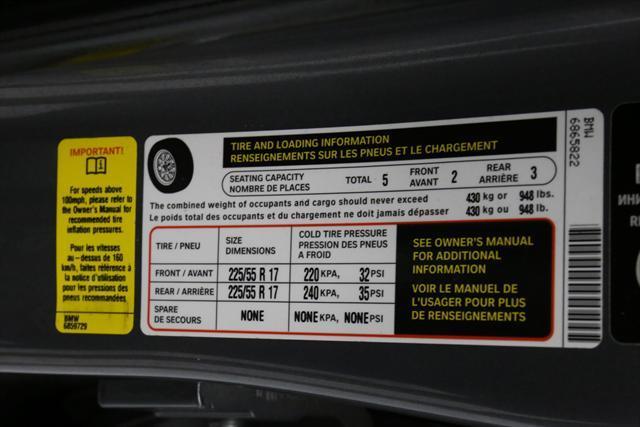 IMPORTANT!
For speeds above
100mph, please refer to
the Owner's Manual for
recommended tire
inflation pressures.
Pour les vitesses
au - dessus de 160
km/h, faites référence à
la notice d'utilisation
pour les pressions des
pneus recommandées
BMW
6859729
TIRE AND LOADING INFORMATION
RENSEIGNEMENTS SUR LES PNEUS ET LE CHARGEMENT
SEATING CAPACITY
NOMBRE DE PLACES
TOTAL 5
FRONT
AVANT 2
REAR
ARRIÈRE 3
The combined weight of occupants and cargo should never exceed 430 kg or 948 lbs.
Le poids total des occupants et du chargement ne doit jamais dépasser 430 kg ou 948 lb.
TIRE / PNEU
SIZE
DIMENSIONS
COLD TIRE PRESSURE
PRESSION DES PNEUS
A FROID
FRONT / AVANT 225/55 R 17 220 KPA, 32 PSI
REAR / ARRIÈRE 225/55 R 17 240 KPA, 35 PSI
SPARE
DE SECOURS NONE NONE KPA, NONE PSI
SEE OWNER'S MANUAL
FOR ADDITIONAL
INFORMATION
VOIR LE MANUEL DE
L'USAGER POUR PLUS
DE RENSEIGNEMENTS
BMW
6865822